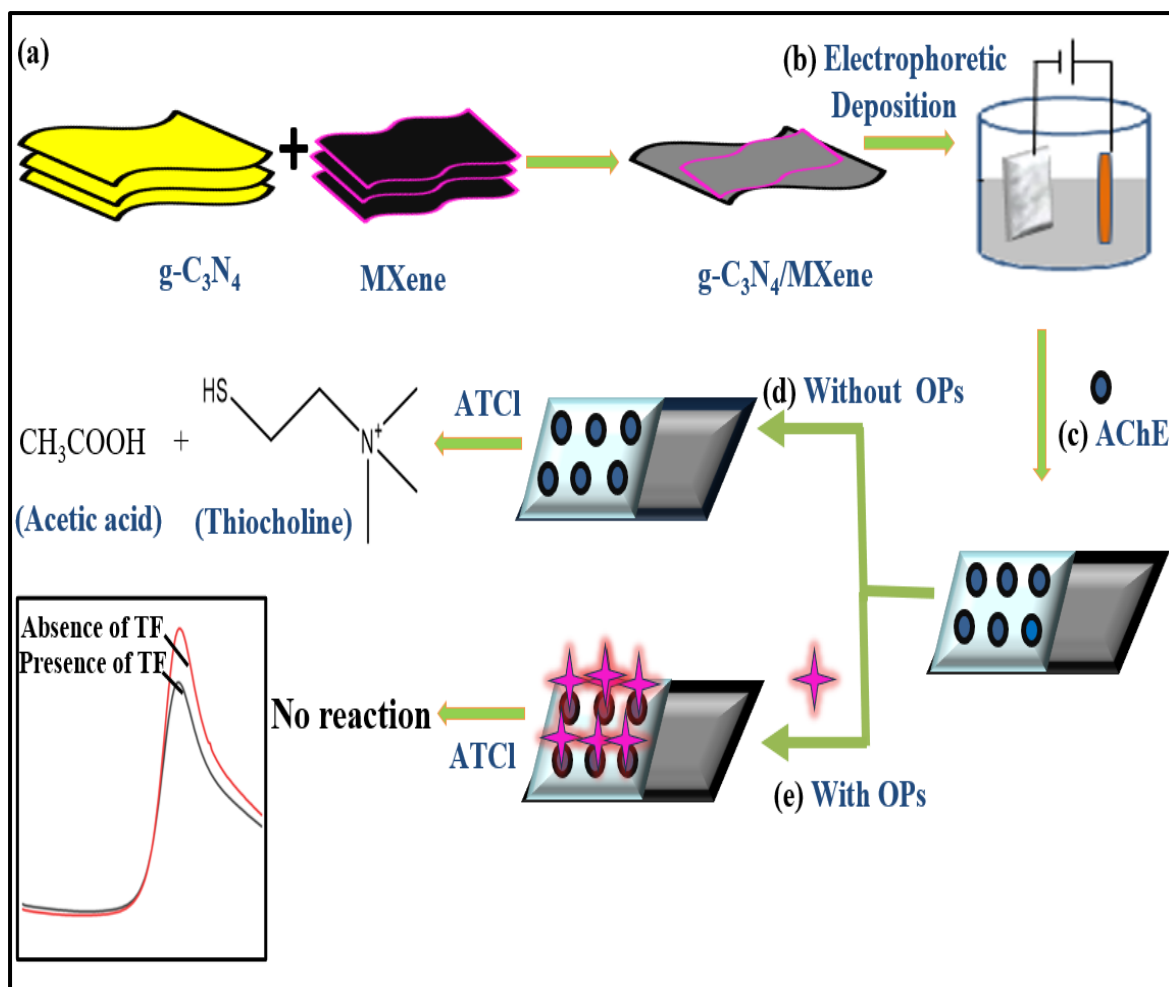 (a)
(b) Electrophoretic
Deposition
+
g-C₃N₄
MXene
g-C₃N₄/MXene
(c) AChE
(d) Without OPs
ATCl
HS
N⁺
CH₃COOH +
(Acetic acid)
(Thiocholine)
Absence of TF
Presence of TF
No reaction
ATCl
(e) With OPs